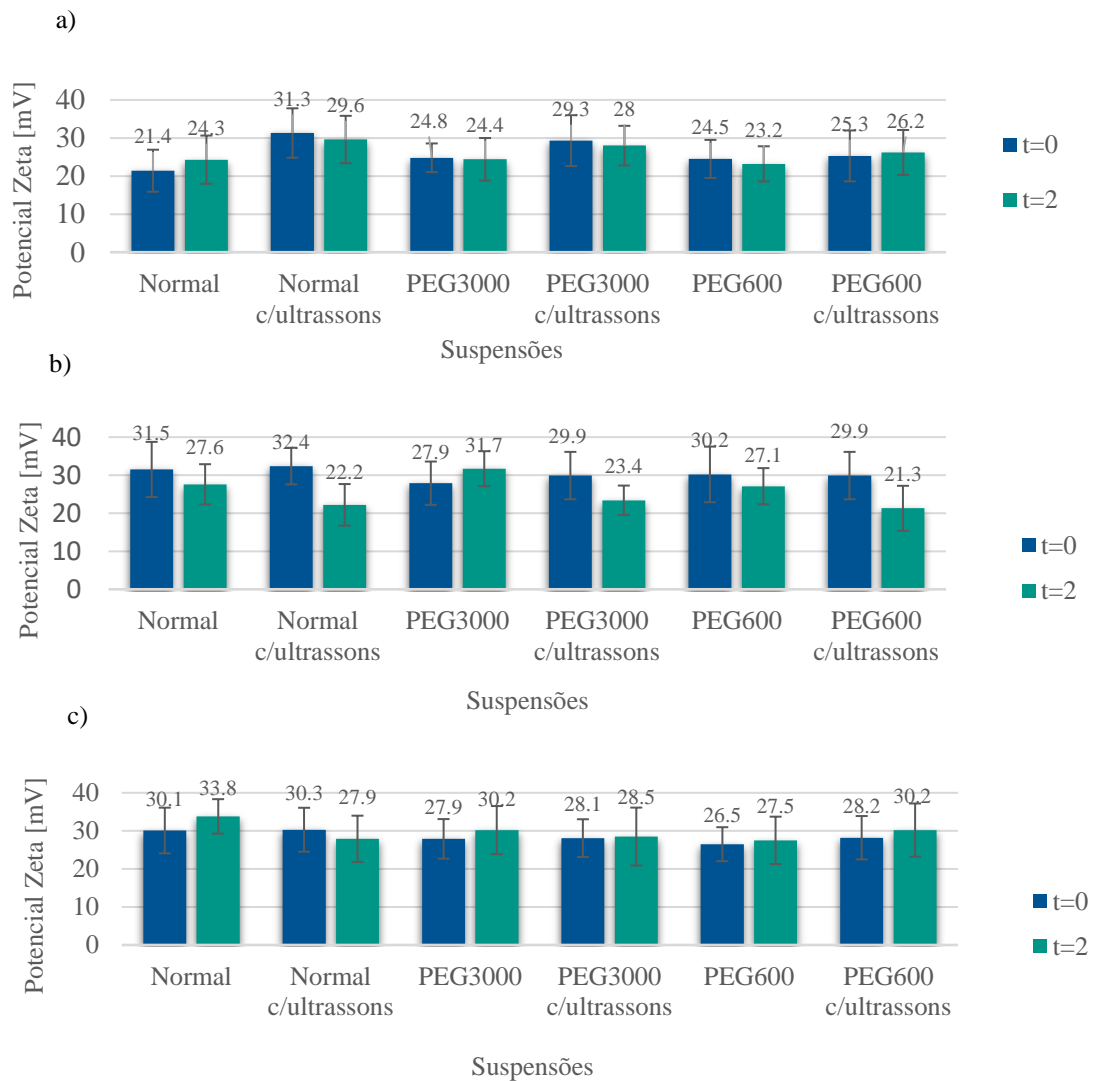 a)
Potencial Zeta [mV]
40
30
20
10
0
21.4 24.3 31.3 29.6 24.8 24.4 29.3 28 24.5 23.2 25.3 26.2
Normal Normal PEG3000 PEG3000 PEG600 PEG600
c/ultrassons c/ultrassons c/ultrassons
Suspensões
t=0
t=2
b)
Potencial Zeta [mV]
40
30
20
10
0
31.5 27.6 32.4 22.2 27.9 31.7 29.9 23.4 30.2 27.1 29.9 21.3
Normal Normal PEG3000 PEG3000 PEG600 PEG600
c/ultrassons c/ultrassons c/ultrassons
Suspensões
t=0
t=2
c)
Potencial Zeta [mV]
40
30
20
10
0
30.1 33.8 30.3 27.9 27.9 30.2 28.1 28.5 26.5 27.5 28.2 30.2
Normal Normal PEG3000 PEG3000 PEG600 PEG600
c/ultrassons c/ultrassons c/ultrassons
Suspensões
t=0
t=2